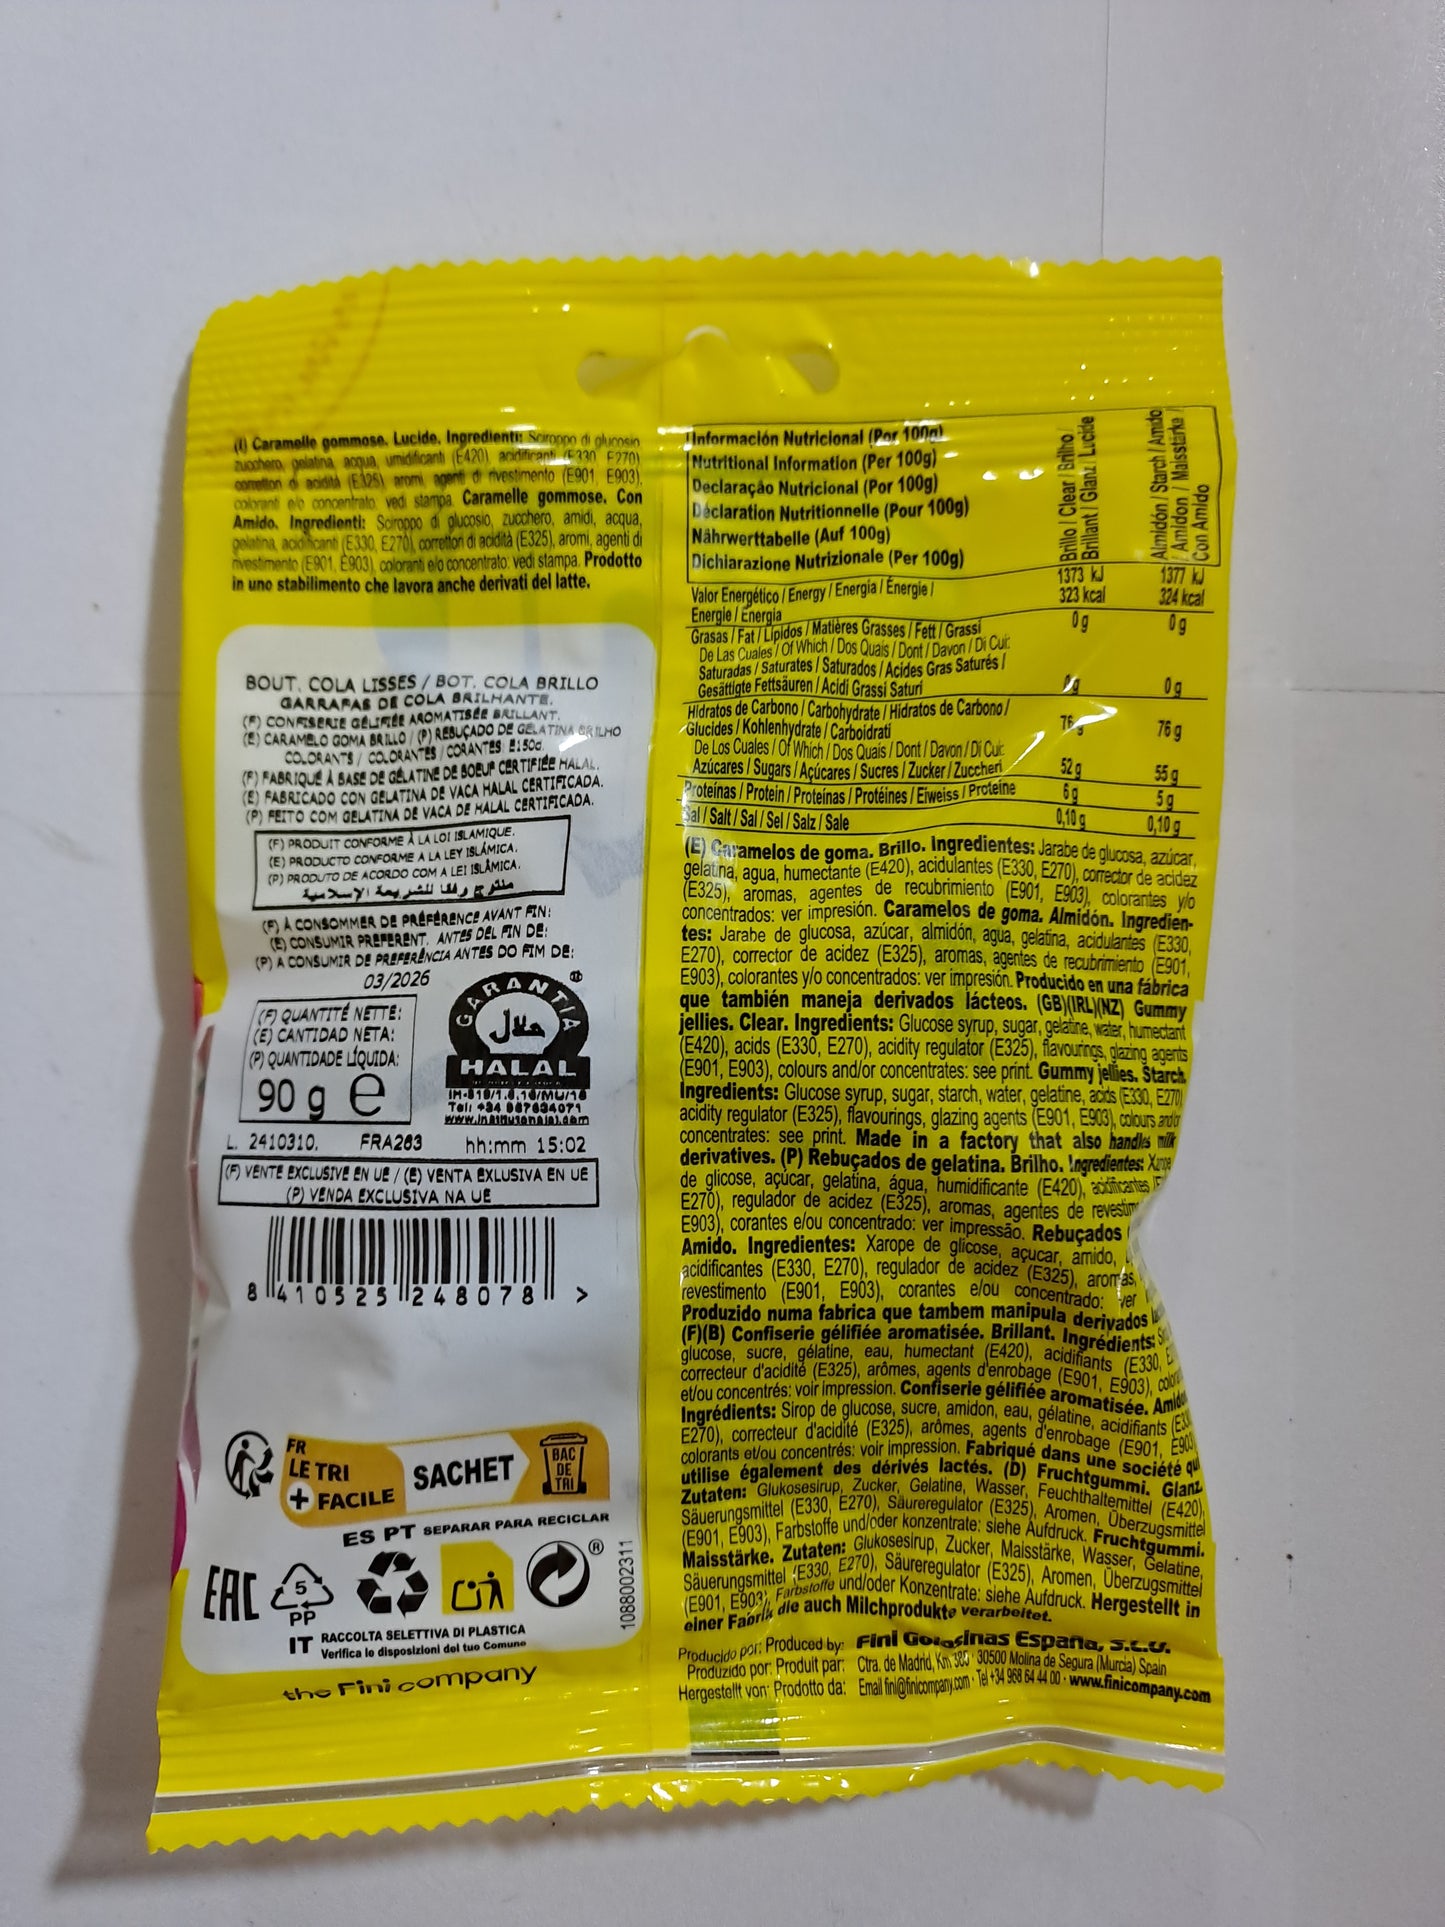 (I) Caramelle gommose. Lucide. Ingredienti: Sciroppo di glucosio
zucchero, gelatina, acqua, umidificanti (E420), acidificanti (E330, E270)
correttori di acidità (E325), aromi, agenti di rivestimento (E901, E903),
coloranti e/o concentrato: vedi stampa. Caramelle gommose. Con
Amido. Ingredienti: Sciroppo di glucosio, zucchero, amidi, acqua,
gelatina, acidificanti (E330, E270), correttori di acidità (E325), aromi, agenti di
rivestimento (E901, E903), coloranti e/o concentrato: vedi stampa. Prodotto
in uno stabilimento che lavora anche derivati del latte.
BOUT. COLA LISSES / BOT. COLA BRILLO
GARRAFAS DE COLA BRILHANTE.
(F) CONFISERIE GÉLIFIÉE AROMATISÉE BRILLANT.
(E) CARAMELO GOMA BRILLO / (P) REBUÇADO DE GELATINA BRILHO
COLORANTS / COLORANTES / CORANTES: E150d.
(F) FABRIQUÉ À BASE DE GÉLATINE DE BOEUF CERTIFIÉE HALAL.
(E) FABRICADO CON GELATINA DE VACA HALAL CERTIFICADA.
(P) FEITO COM GELATINA DE VACA DE HALAL CERTIFICADA.
(F) PRODUIT CONFORME À LA LOI ISLAMIQUE.
(E) PRODUCTO CONFORME A LA LEY ISLÁMICA.
(P) PRODUTO DE ACORDO COM A LEI ISLÂMICA.
منتوج وفقا للشريعة الإسلامية
(F) À CONSOMMER DE PRÉFÉRENCE AVANT FIN:
(E) CONSUMIR PREFERENT. ANTES DEL FIN DE:
(P) A CONSUMIR DE PREFERÊNCIA ANTES DO FIM DE:
03/2026
(F) QUANTITÉ NETTE:
(E) CANTIDAD NETA:
(P) QUANTIDADE LÍQUIDA:
90 g e
GARANTIA
حلال
HALAL
Tel: +34 967634071
L. 2410310. FRA263 hh:mm 15:02
(F) VENTE EXCLUSIVE EN UE / (E) VENTA EXLUSIVA EN UE
(P) VENDA EXCLUSIVA NA UE
8 410525 248078 >
FR
LE TRI
+ FACILE
SACHET
BAC
DE
TRI
ES PT SEPARAR PARA RECICLAR
EAC
5
PP
®
1088002311
IT RACCOLTA SELETTIVA DI PLASTICA
Verifica le disposizioni del tuo Comune
the Fini company
Información Nutricional (Por 100g)
Nutritional Information (Per 100g)
Declaração Nutricional (Por 100g)
Déclaration Nutritionnelle (Pour 100g)
Nährwerttabelle (Auf 100g)
Dichiarazione Nutrizionale (Per 100g)
Brillo / Clear / Brilho /
Brillant / Glanz / Lucide
Almidón / Starch / Amido
/ Amidon / Maisstärke /
Con Amido
Valor Energético / Energy / Energía / Énergie /
Energie / Energia
1373 kJ 1377 kJ
323 kcal 324 kcal
Grasas / Fat / Lípidos / Matières Grasses / Fett / Grassi 0 g 0 g
De Las Cuales / Of Which / Dos Quais / Dont / Davon / Di Cui:
Saturadas / Saturates / Saturados / Acides Gras Saturés /
Gesättigte Fettsäuren / Acidi Grassi Saturi 0 g 0 g
Hidratos de Carbono / Carbohydrate / Hidratos de Carbono /
Glucides / Kohlenhydrate / Carboidrati 76 g 76 g
De Los Cuales / Of Which / Dos Quais / Dont / Davon / Di Cui:
Azúcares / Sugars / Açúcares / Sucres / Zucker / Zuccheri 52 g 55 g
Proteínas / Protein / Proteínas / Protéines / Eiweiss / Proteine 6 g 5 g
Sal / Salt / Sal / Sel / Salz / Sale 0,10 g 0,10 g
(E) Caramelos de goma. Brillo. Ingredientes: Jarabe de glucosa, azúcar,
gelatina, agua, humectante (E420), acidulantes (E330, E270), corrector de acidez
(E325), aromas, agentes de recubrimiento (E901, E903), colorantes y/o
concentrados: ver impresión. Caramelos de goma. Almidón. Ingredien-
tes: Jarabe de glucosa, azúcar, almidón, agua, gelatina, acidulantes (E330,
E270), corrector de acidez (E325), aromas, agentes de recubrimiento (E901,
E903), colorantes y/o concentrados: ver impresión. Producido en una fábrica
que también maneja derivados lácteos. (GB)(IRL)(NZ) Gummy
jellies. Clear. Ingredients: Glucose syrup, sugar, gelatine, water, humectant
(E420), acids (E330, E270), acidity regulator (E325), flavourings, glazing agents
(E901, E903), colours and/or concentrates: see print. Gummy jellies. Starch.
Ingredients: Glucose syrup, sugar, starch, water, gelatine, acids (E330, E270)
acidity regulator (E325), flavourings, glazing agents (E901, E903), colours and/or
concentrates: see print. Made in a factory that also handles milk
derivatives. (P) Rebuçados de gelatina. Brilho. Ingredientes: Xarope
de glicose, açúcar, gelatina, água, humidificante (E420), acidificantes
E270), regulador de acidez (E325), aromas, agentes de
E903), corantes e/ou concentrado: ver impressão. Rebuçados
Amido. Ingredientes: Xarope de glicose, açucar, amido,
acidificantes (E330, E270), regulador de acidez (E325), aromas,
revestimento (E901, E903), corantes e/ou concentrado: ver
Produzido numa fabrica que tambem manipula derivados
(F)(B) Confiserie gélifiée aromatisée. Brillant. Ingrédients:
glucose, sucre, gélatine, eau, humectant (E420), acidifiants (E330,
correcteur d'acidité (E325), arômes, agents d'enrobage (E901, E903),
et/ou concentrés: voir impression. Confiserie gélifiée aromatisée. Amidon
Ingrédients: Sirop de glucose, sucre, amidon, eau, gélatine, acidifiants
E270), correcteur d'acidité (E325), arômes, agents d'enrobage (E901, E903)
colorants et/ou concentrés: voir impression. Fabriqué dans une société qui
utilise également des dérivés lactés. (D) Fruchtgummi. Glanz
Zutaten: Glukosesirup, Zucker, Gelatine, Wasser, Feuchthaltemittel (E420),
Säuerungsmittel (E330, E270), Säureregulator (E325), Aromen, Überzugsmittel
(E901, E903), Farbstoffe und/oder konzentrate: siehe Aufdruck. Fruchtgummi.
Maisstärke. Zutaten: Glukosesirup, Zucker, Maisstärke, Wasser, Gelatine,
Säuerungsmittel (E330, E270), Säureregulator (E325), Aromen, Überzugsmittel
(E901, E903), Farbstoffe und/oder Konzentrate: siehe Aufdruck. Hergestellt in
einer Fabrik die auch Milchprodukte verarbeitet.
Producido por: Produced by: Fini Golosinas España, S.L.U.
Produzido por: Produit par: Ctra. de Madrid, Km 385 · 30500 Molina de Segura (Murcia) Spain
Hergestellt von: Prodotto da: Email fini@finicompany.com · Tel +34 968 64 44 00 · www.finicompany.com